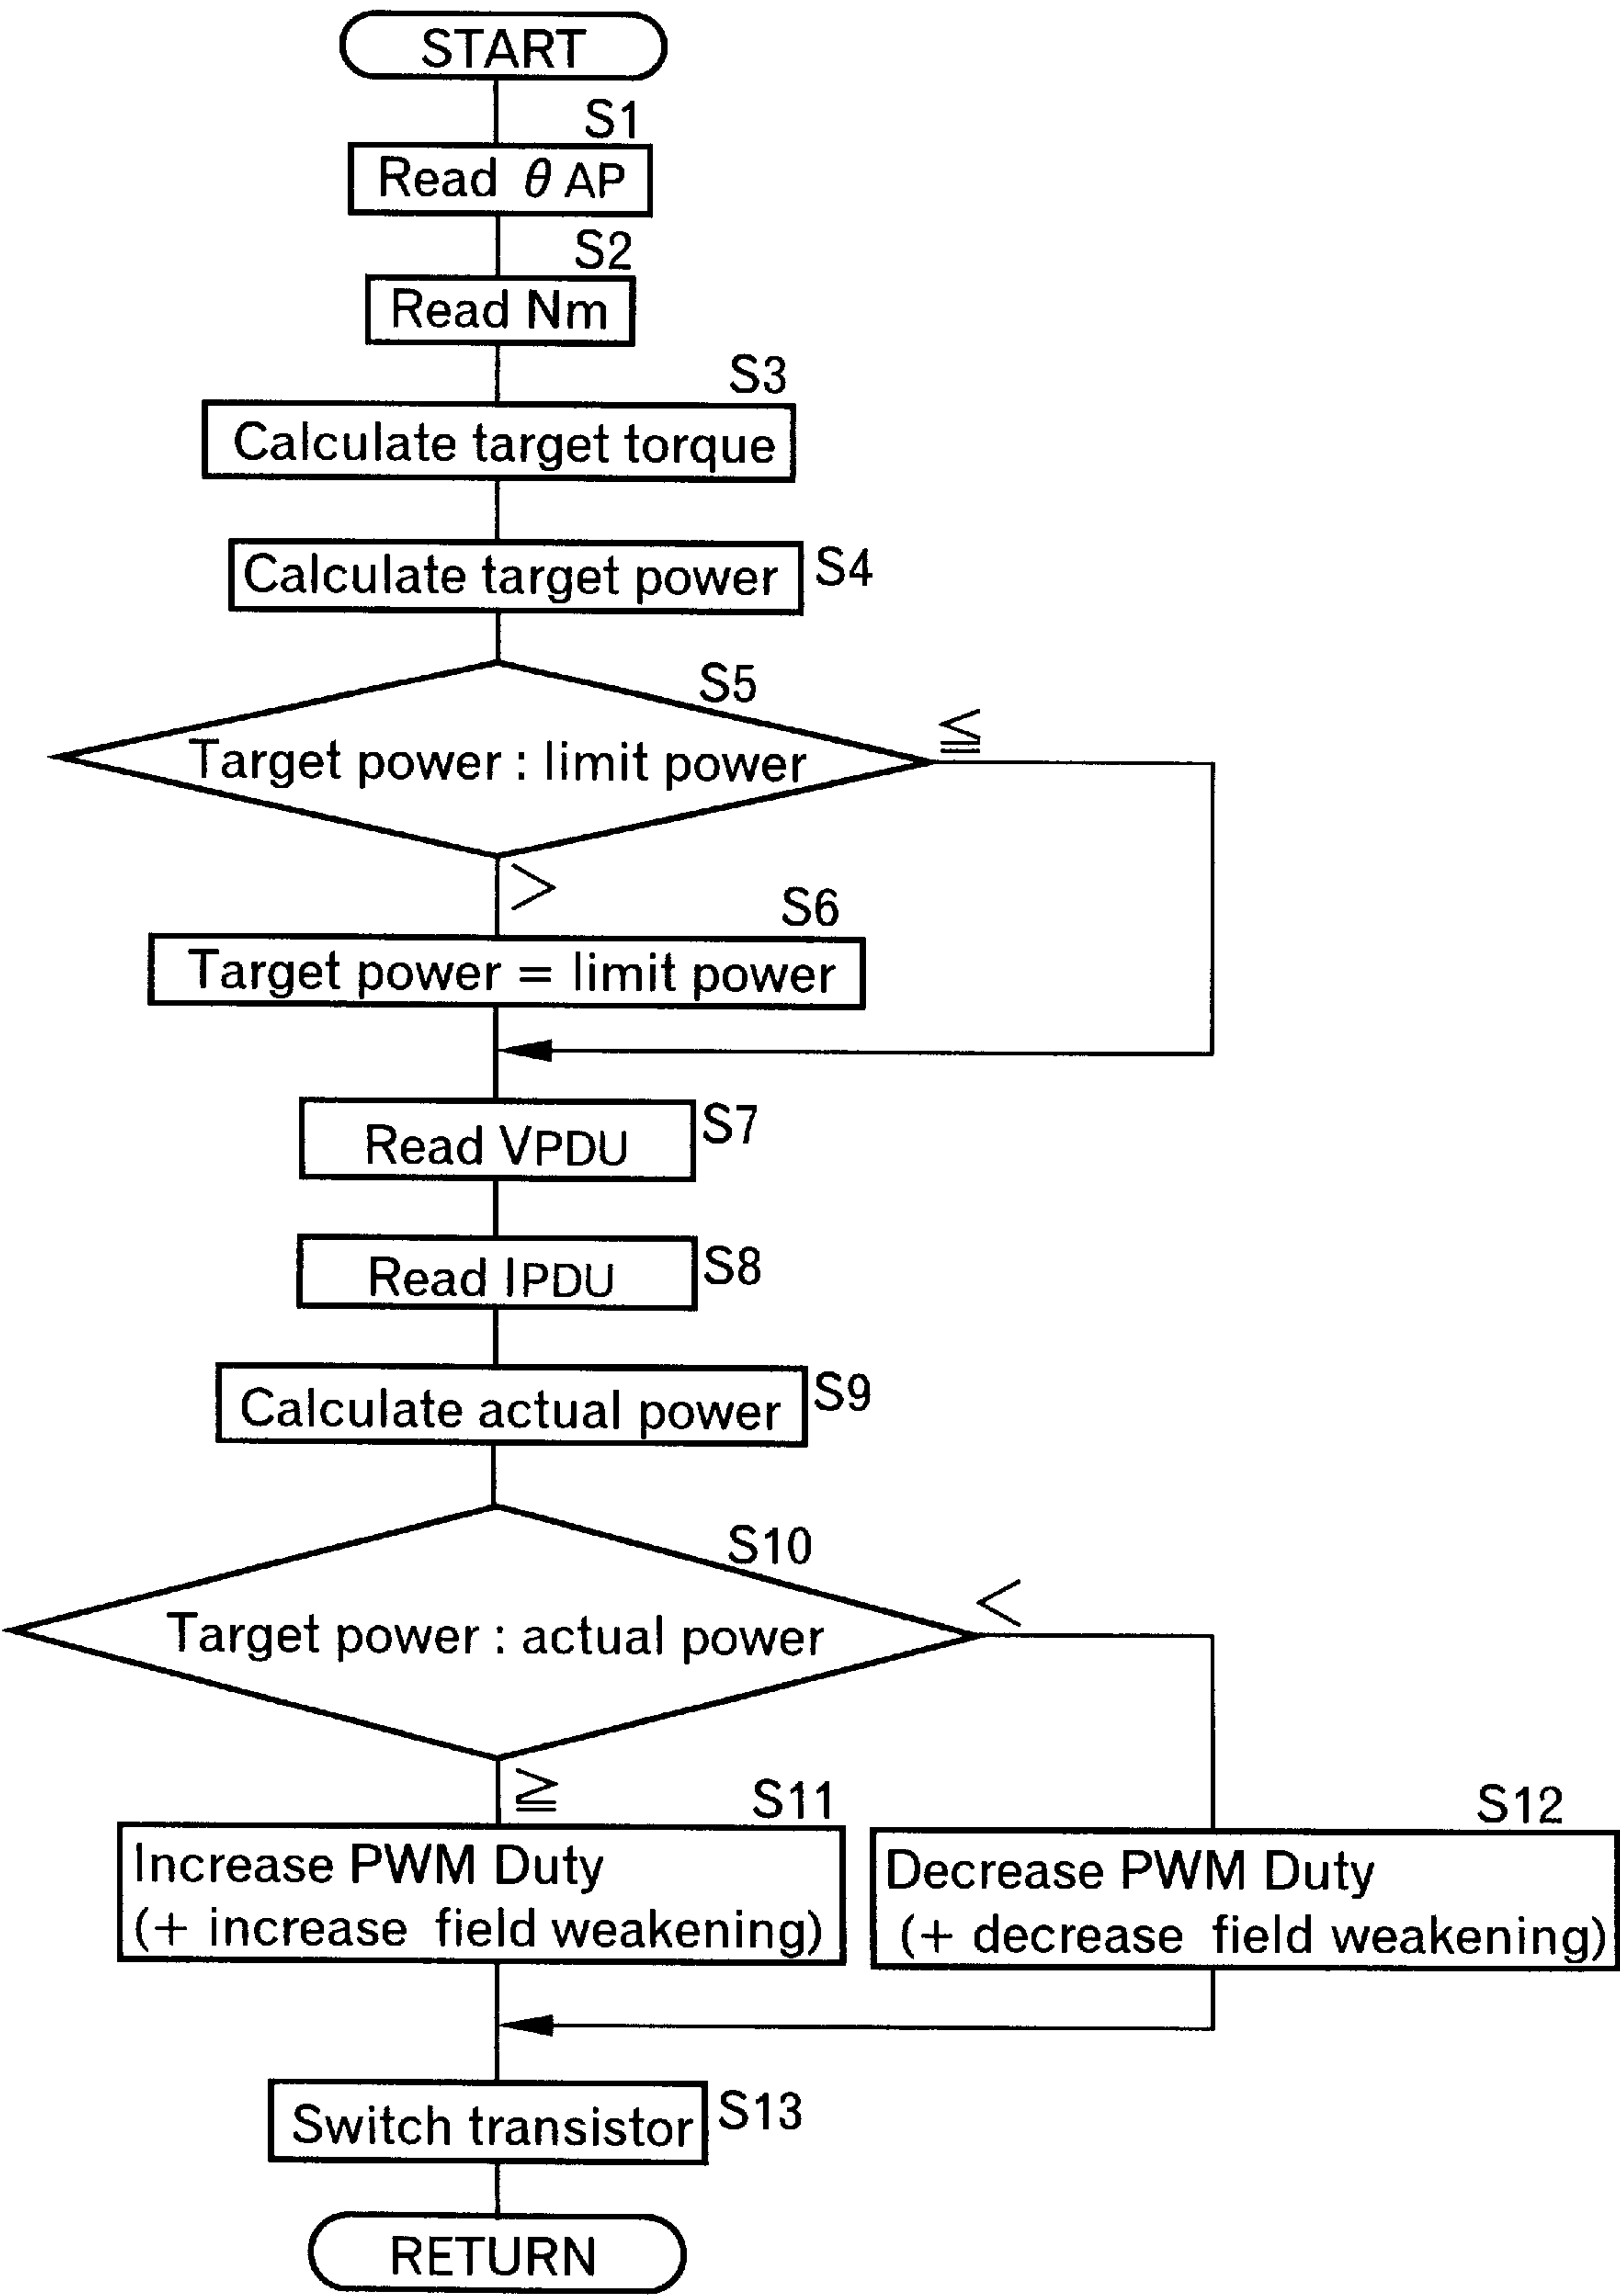 START
S1
Read θ AP
S2
Read Nm
S3
Calculate target torque
Calculate target power
S4
S5
≦
Target power : limit power
>
S6
Target power = limit power
Read VPDU
S7
Read IPDU
S8
Calculate actual power
S9
S10
<
Target power : actual power
≧
S11
Increase PWM Duty
(+ increase field weakening)
S12
Decrease PWM Duty
(+ decrease field weakening)
Switch transistor
S13
RETURN